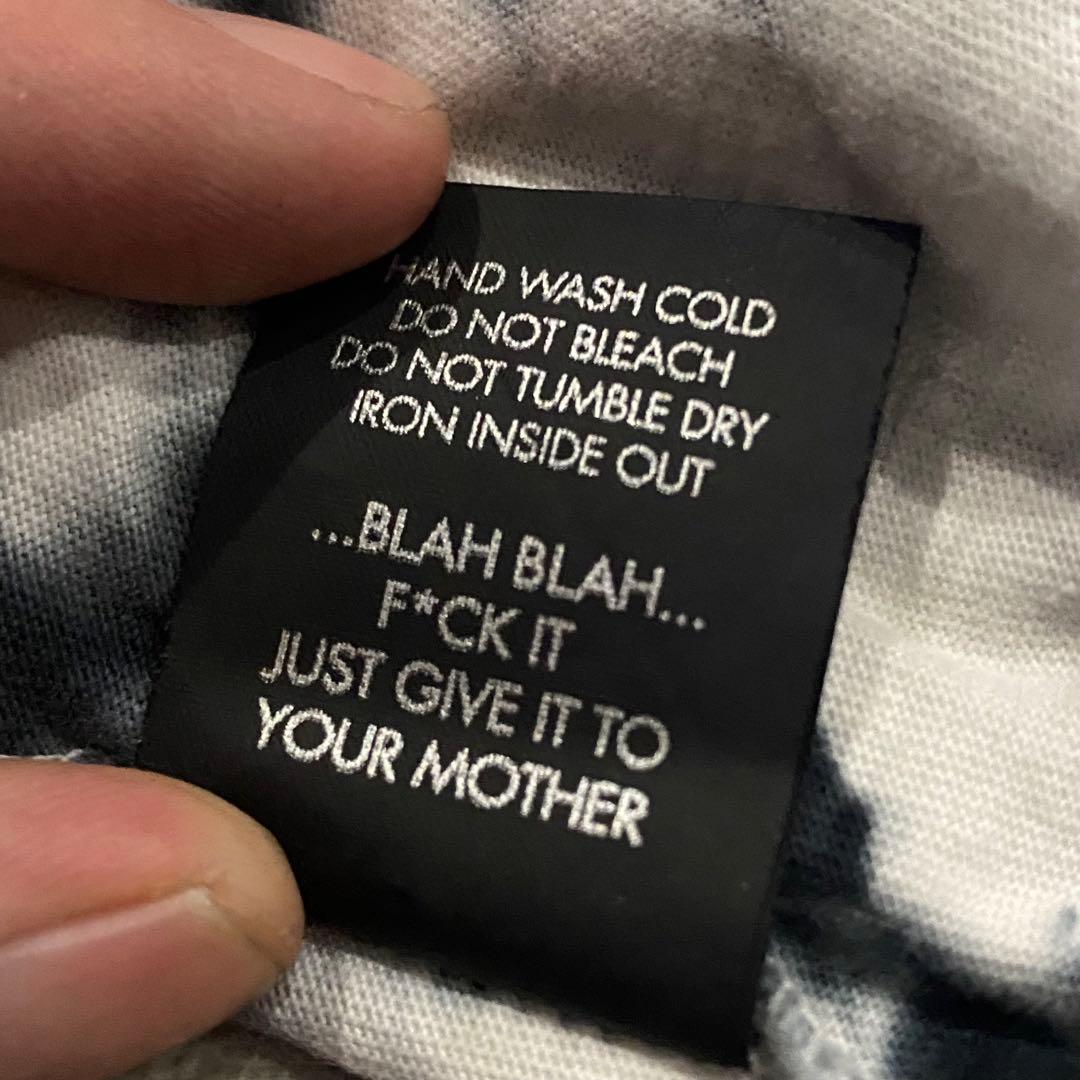 HAND WASH COLD
DO NOT BLEACH
DO NOT TUMBLE DRY
IRON INSIDE OUT
...BLAH BLAH...
F*CK IT
JUST GIVE IT TO
YOUR MOTHER